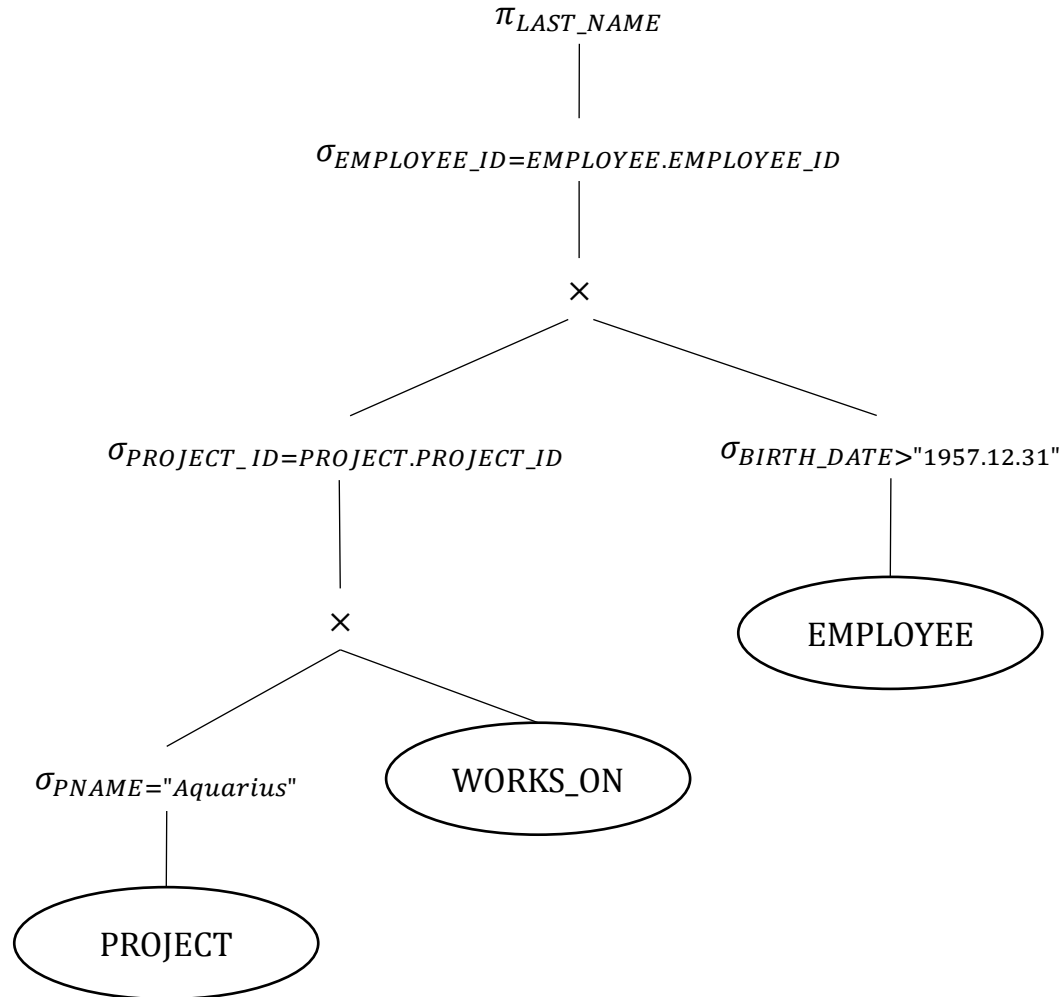 π_LAST_NAME
σ_EMPLOYEE_ID=EMPLOYEE.EMPLOYEE_ID
×
σ_PROJECT_ID=PROJECT.PROJECT_ID
σ_BIRTH_DATE>"1957.12.31"
×
EMPLOYEE
σ_PNAME="Aquarius"
WORKS_ON
PROJECT